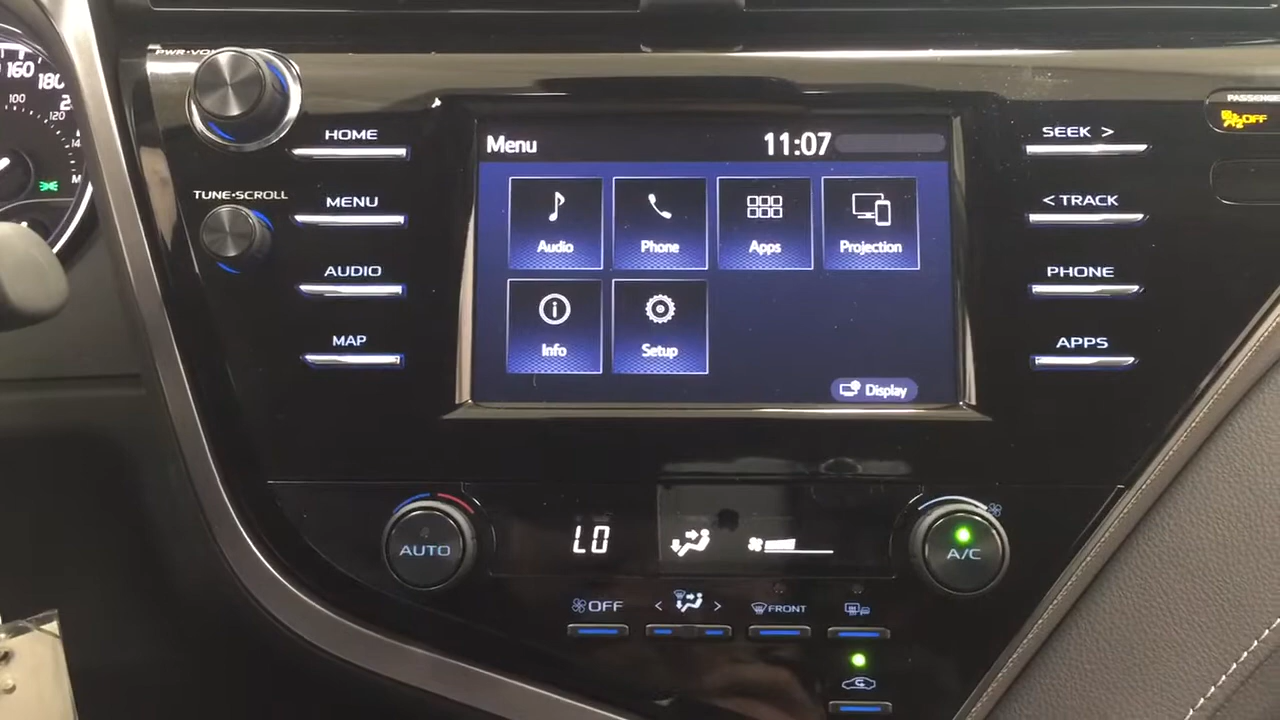 PWR•VOL
160
180
100
120
HOME
MENU
AUDIO
MAP
TUNE•SCROLL
Menu
11:07
Audio
Phone
Apps
Projection
Info
Setup
Display
SEEK >
< TRACK
PHONE
APPS
OFF
AUTO
LO
A/C
OFF
< >
FRONT